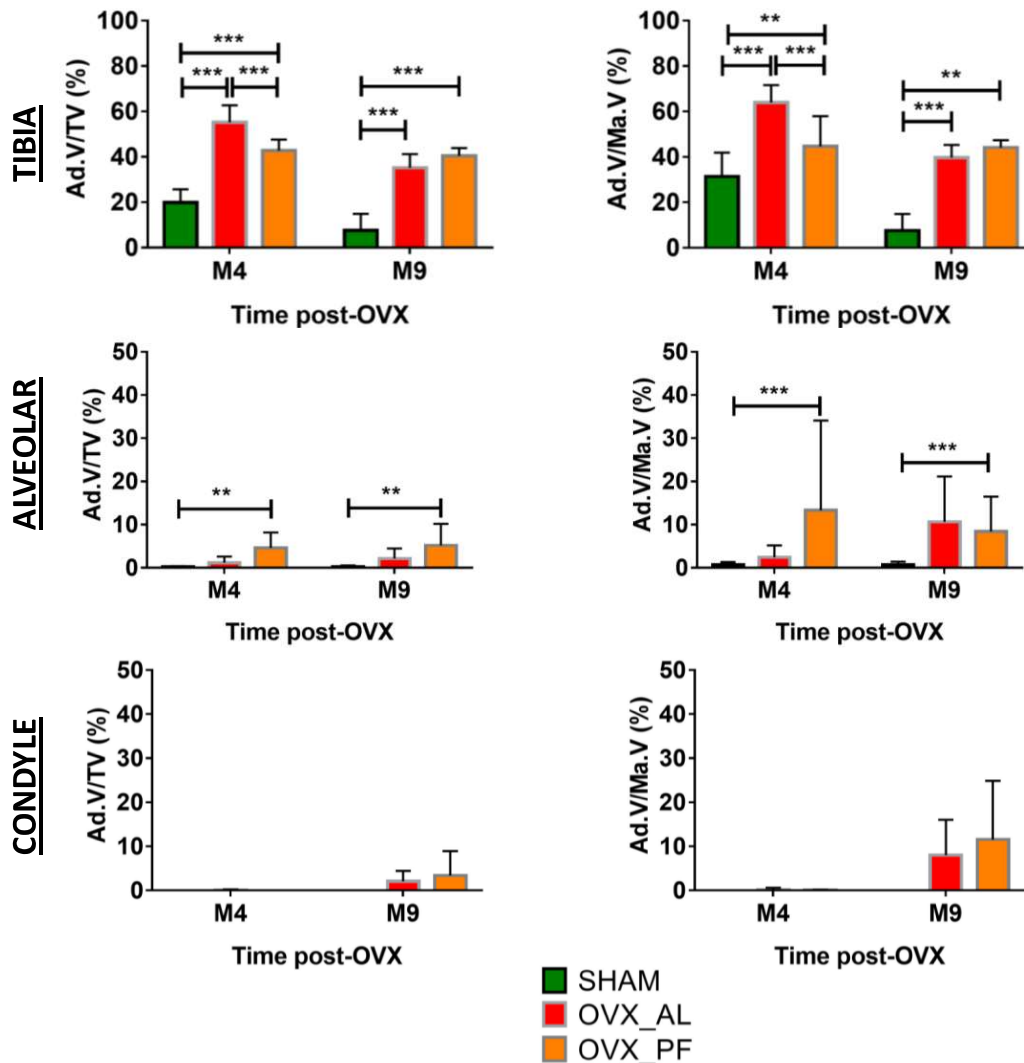 TIBIA
Ad.V/TV (%)
100
80
60
40
20
0
***
***
***
***
***
M4
M9
Time post-OVX
Ad.V/Ma.V (%)
100
80
60
40
20
0
**
***
***
**
***
M4
M9
Time post-OVX
ALVEOLAR
Ad.V/TV (%)
50
40
30
20
10
0
**
**
M4
M9
Time post-OVX
Ad.V/Ma.V (%)
50
40
30
20
10
0
***
***
M4
M9
Time post-OVX
CONDYLE
Ad.V/TV (%)
50
40
30
20
10
0
M4
M9
Time post-OVX
Ad.V/Ma.V (%)
50
40
30
20
10
0
M4
M9
Time post-OVX
SHAM
OVX_AL
OVX_PF